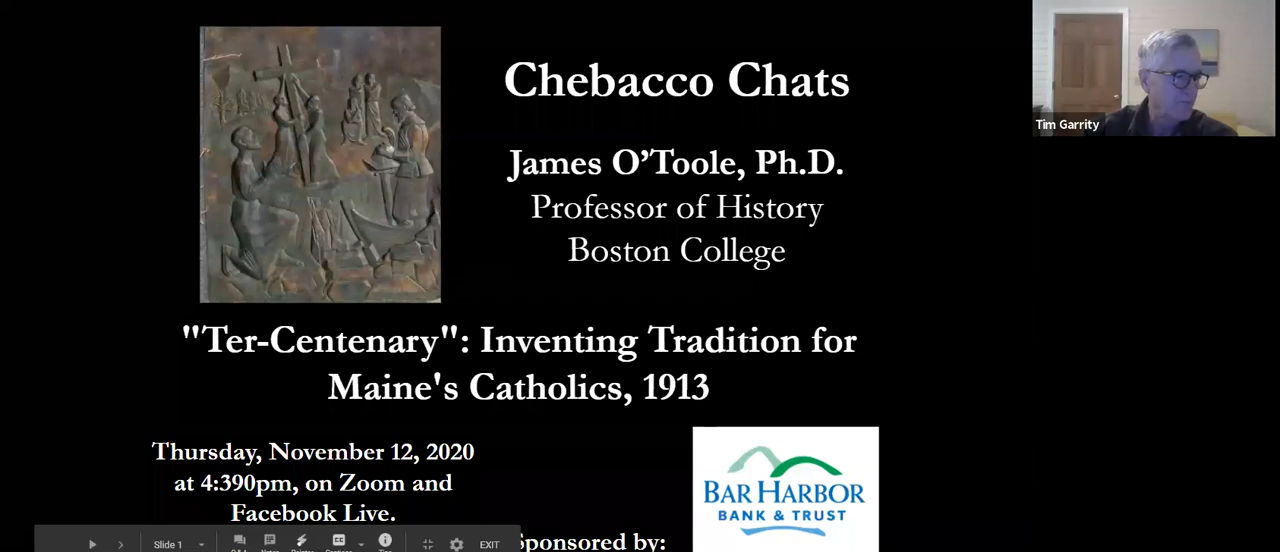 Chebacco Chats
James O'Toole, Ph.D.
Professor of History
Boston College
Tim Garrity
"Ter-Centenary": Inventing Tradition for
Maine's Catholics, 1913
Thursday, November 12, 2020
at 4:390pm, on Zoom and
Facebook Live.
BAR HARBOR
BANK & TRUST
Sponsored by:
Slide 1
EXIT